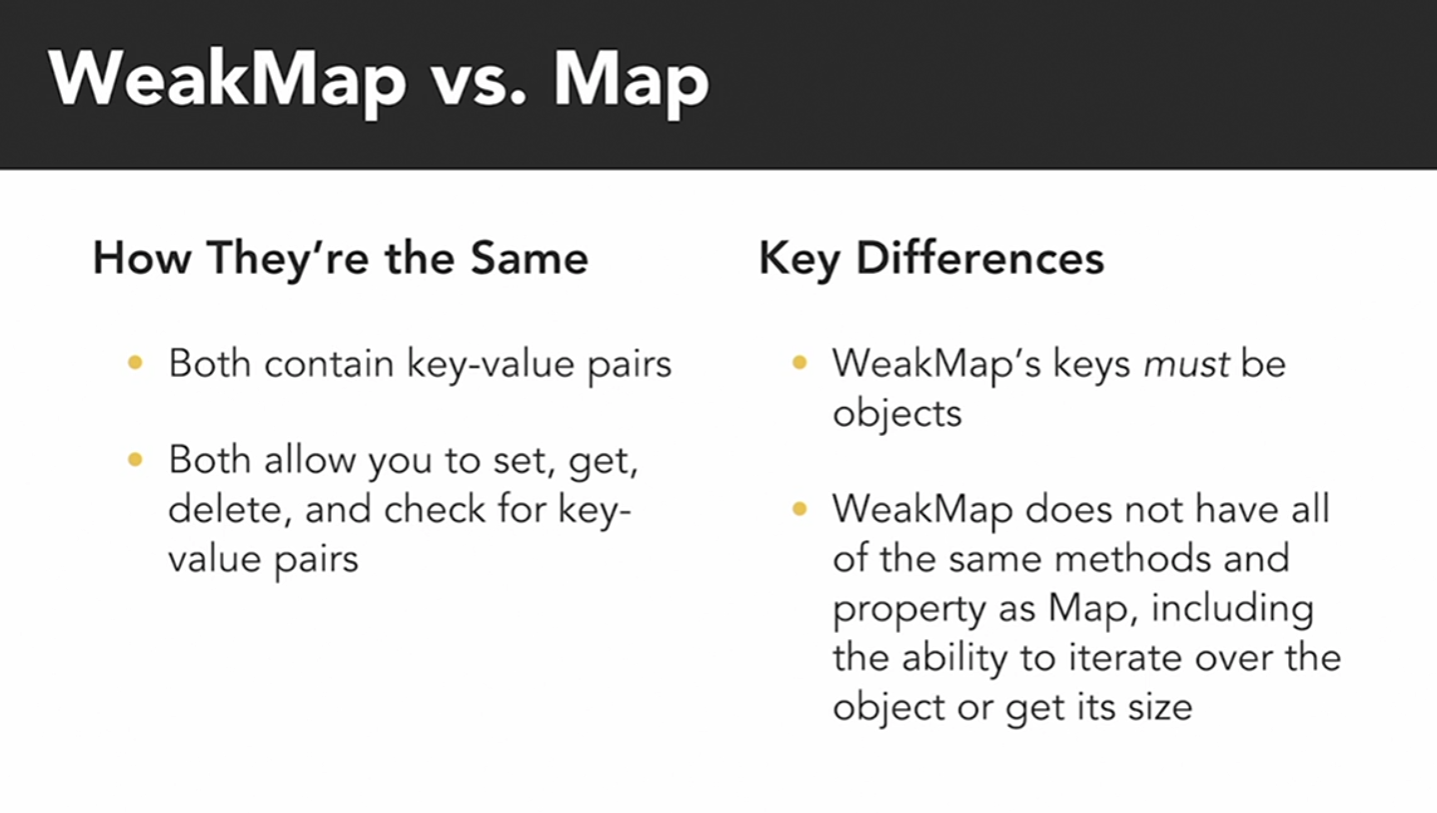 WeakMap vs. Map
How They’re the Same
Both contain key-value pairs
Both allow you to set, get,
delete, and check for key-
value pairs
Key Differences
WeakMap’s keys must be
objects
WeakMap does not have all
of the same methods and
property as Map, including
the ability to iterate over the
object or get its size